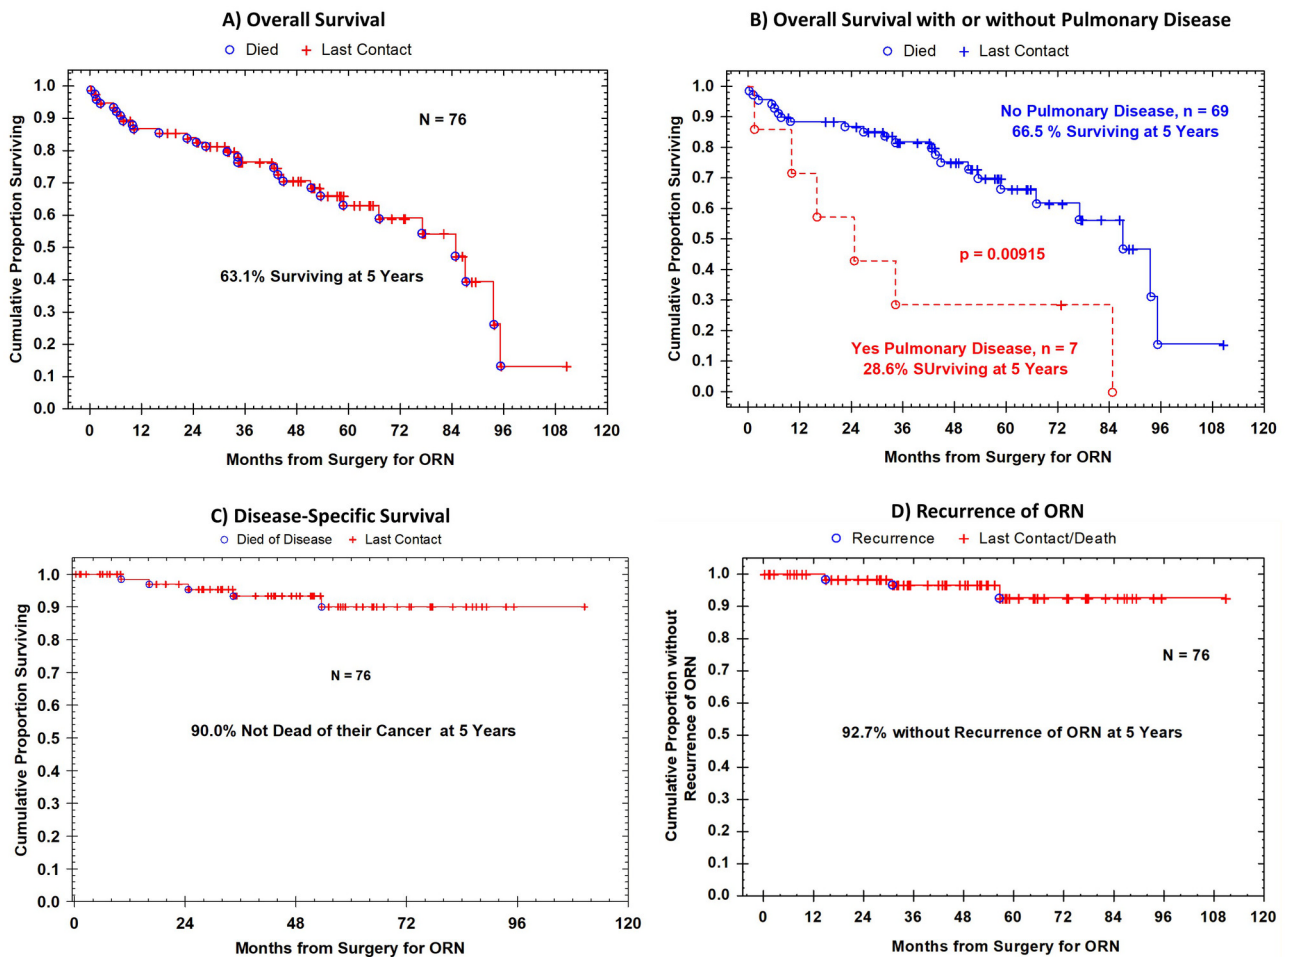 A) Overall Survival
Died Last Contact
Cumulative Proportion Surviving
1.0
0.9
0.8
0.7
0.6
0.5
0.4
0.3
0.2
0.1
0.0
N = 76
63.1% Surviving at 5 Years
0 12 24 36 48 60 72 84 96 108 120
Months from Surgery for ORN
B) Overall Survival with or without Pulmonary Disease
Died Last Contact
Cumulative Proportion Surviving
1.0
0.9
0.8
0.7
0.6
0.5
0.4
0.3
0.2
0.1
0.0
No Pulmonary Disease, n = 69
66.5 % Surviving at 5 Years
p = 0.00915
Yes Pulmonary Disease, n = 7
28.6% SUrviving at 5 Years
0 12 24 36 48 60 72 84 96 108 120
Months from Surgery for ORN
C) Disease-Specific Survival
Died of Disease Last Contact
Cumulative Proportion Surviving
1.0
0.9
0.8
0.7
0.6
0.5
0.4
0.3
0.2
0.1
0.0
N = 76
90.0% Not Dead of their Cancer at 5 Years
0 24 48 72 96 120
Months from Surgery for ORN
D) Recurrence of ORN
Recurrence Last Contact/Death
Cumulative Proportion without
Recurrence of ORN
1.0
0.9
0.8
0.7
0.6
0.5
0.4
0.3
0.2
0.1
0.0
N = 76
92.7% without Recurrence of ORN at 5 Years
0 12 24 36 48 60 72 84 96 108 120
Months from Surgery for ORN